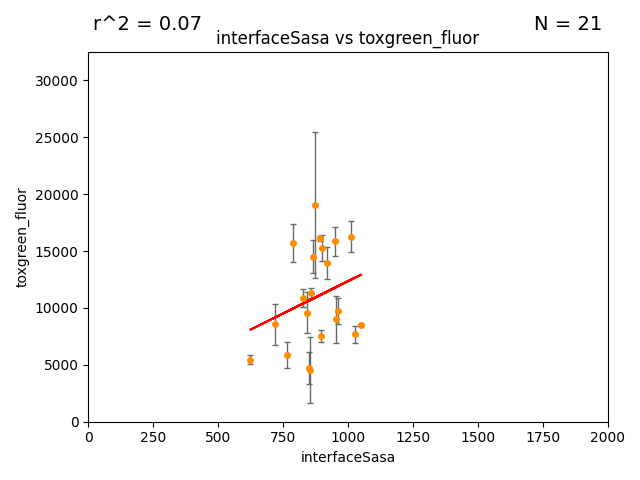 r^2 = 0.07
N = 21
interfaceSasa vs toxgreen_fluor
30000
25000
20000
15000
10000
5000
0
toxgreen_fluor
0 250 500 750 1000 1250 1500 1750 2000
interfaceSasa